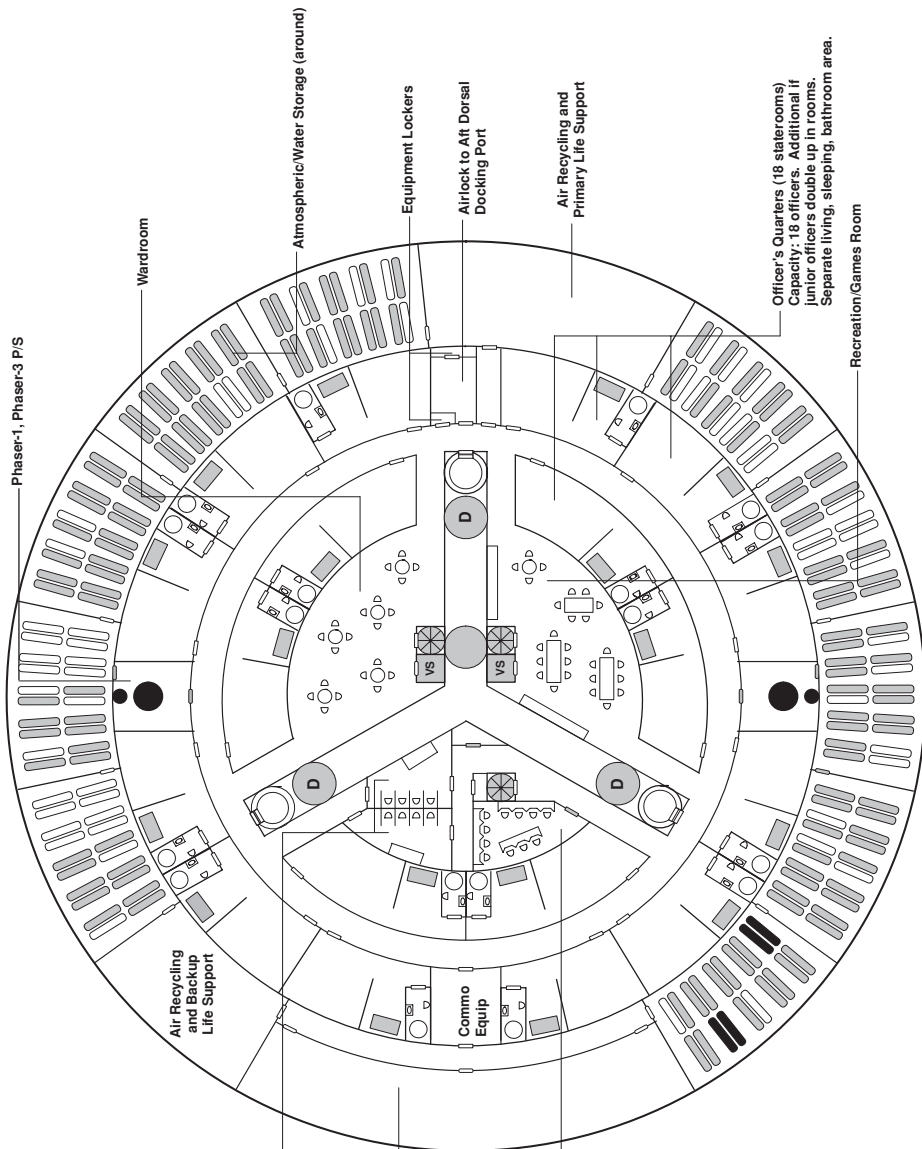 Phaser-1, Phaser-3 P/S
Wardroom
Atmospheric/Water Storage (around)
Equipment Lockers
Airlock to Aft Dorsal
Docking Port
Air Recycling and
Primary Life Support
Officer's Quarters (18 staterooms)
Capacity: 18 officers. Additional if
junior officers double up in rooms.
Separate living, sleeping, bathroom area.
Recreation/Games Room
Air Recycling
and Backup
Life Support
Commo
Equip
D
D
D
VS
VS